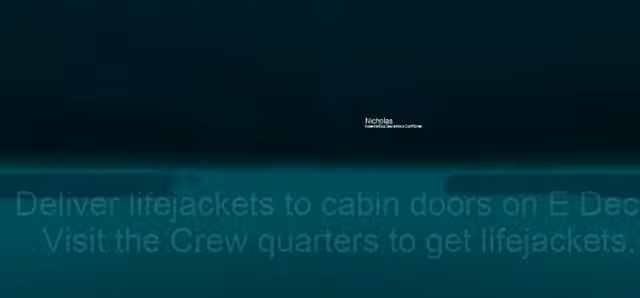 Nicholas
Deliver lifejackets to cabin doors on E Dec
Visit the Crew quarters to get lifejackets.